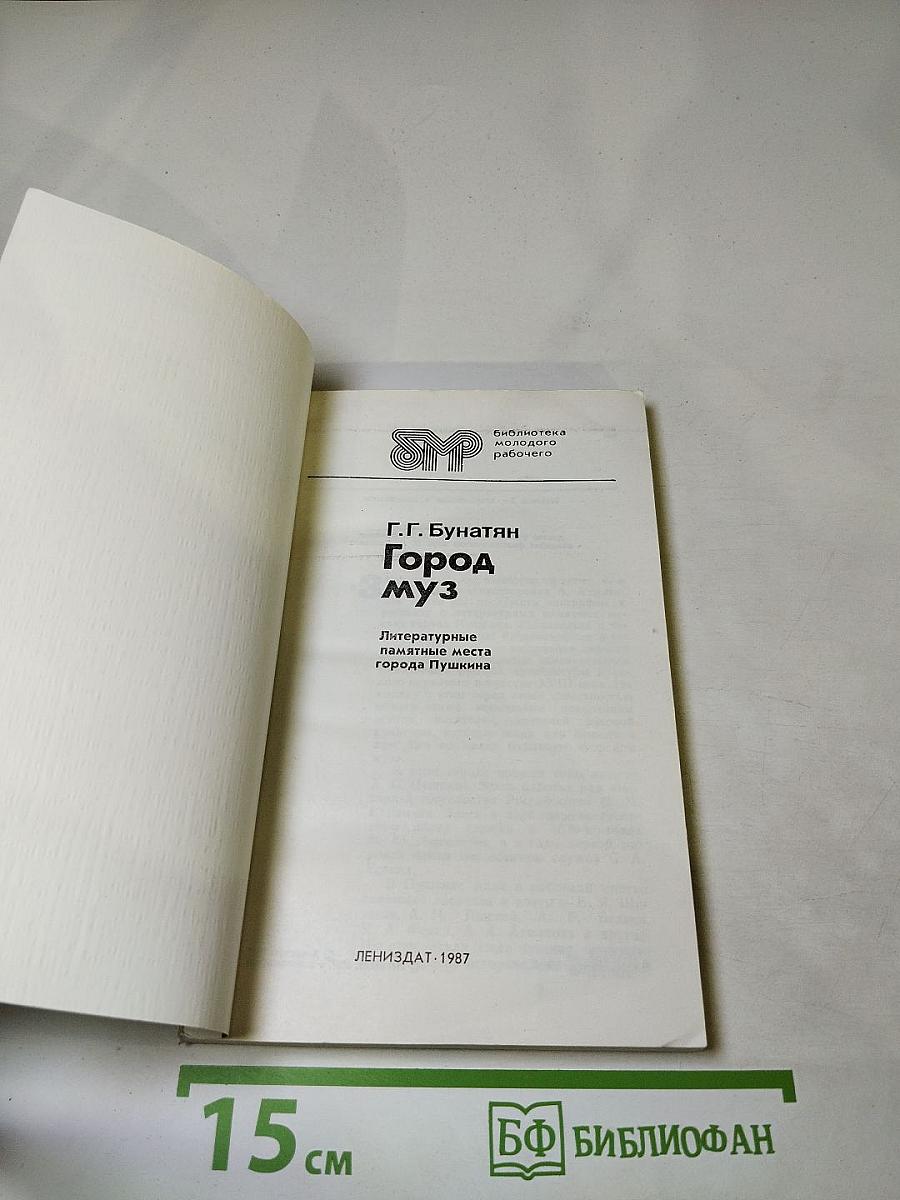 бмр
библиотека
молодого
рабочего
Г.Г. Бунатян
Город
муз
Литературные
памятные места
города Пушкина
ЛЕНИЗДАТ·1987
15 см
БФ БИБЛИОФАН